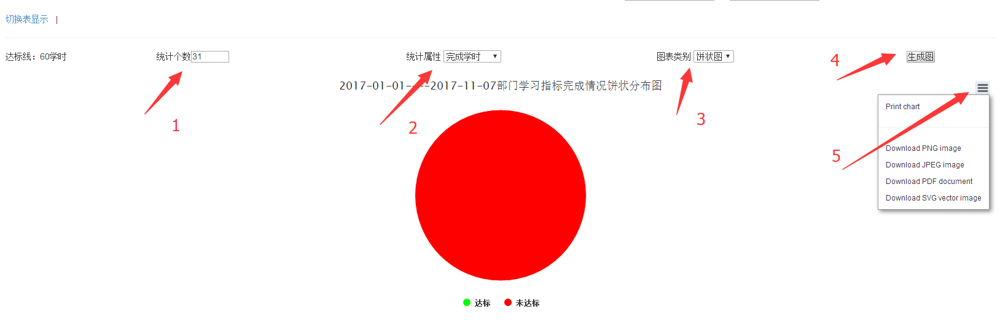 切换表显示 |
达标线：60学时 统计个数31 统计属性 完成学时 图表类别 饼状图 生成图
4
2017-01-01----2017-11-07部门学习指标完成情况饼状分布图
1
2
3
5
Print chart
Download PNG image
Download JPEG image
Download PDF document
Download SVG vector image
达标 未达标